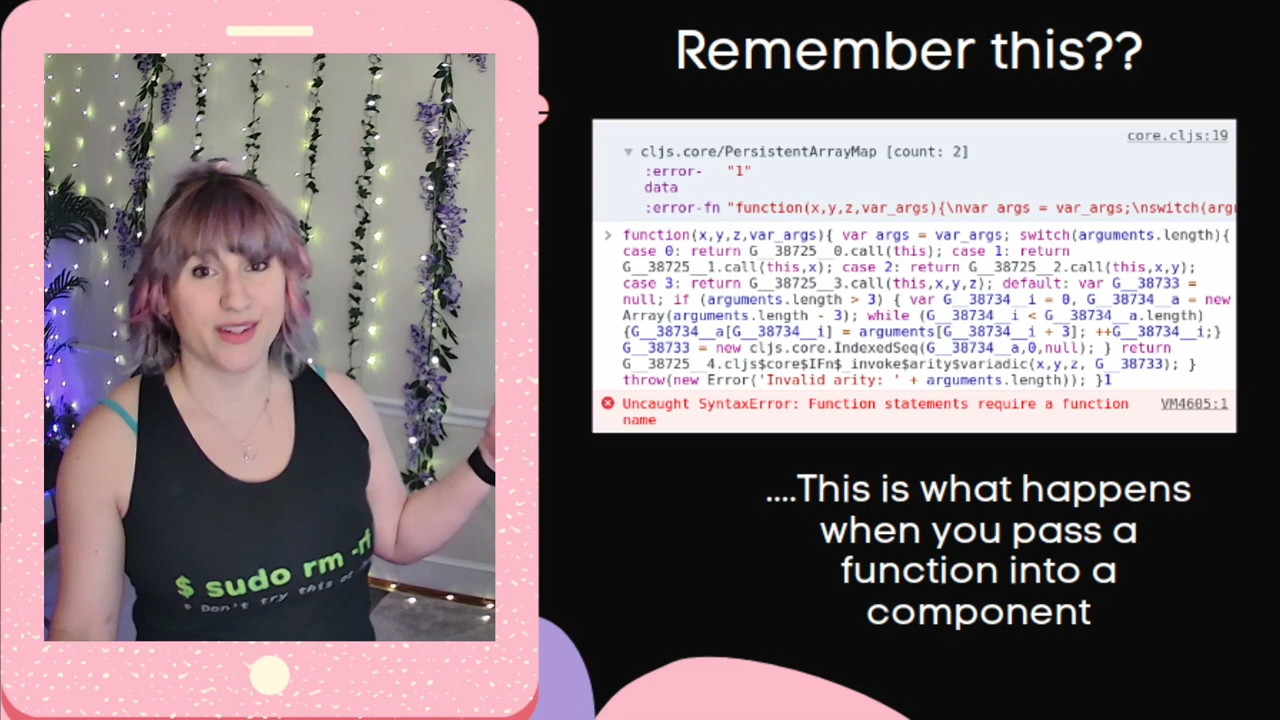 Remember this??
core.cljs:19
▼ cljs.core/PersistentArrayMap [count: 2]
:error- "1"
data
:error-fn "function(x,y,z,var_args){\nvar args = var_args;\nswitch(argu
> function(x,y,z,var_args){ var args = var_args; switch(arguments.length){
case 0: return G__38725__0.call(this); case 1: return
G__38725__1.call(this,x); case 2: return G__38725__2.call(this,x,y);
case 3: return G__38725__3.call(this,x,y,z); default: var G__38733 =
null; if (arguments.length > 3) { var G__38734__i = 0, G__38734__a = new
Array(arguments.length - 3); while (G__38734__i < G__38734__a.length)
{G__38734__a[G__38734__i] = arguments[G__38734__i + 3]; ++G__38734__i;}
G__38733 = new cljs.core.IndexedSeq(G__38734__a,0,null); } return
G__38725__4.cljs$core$IFn$_invoke$arity$variadic(x,y,z, G__38733); }
throw(new Error('Invalid arity: ' + arguments.length)); }1
Uncaught SyntaxError: Function statements require a function VM4605:1
name
....This is what happens
when you pass a
function into a
component
$ sudo rm -rf
Don't try this at